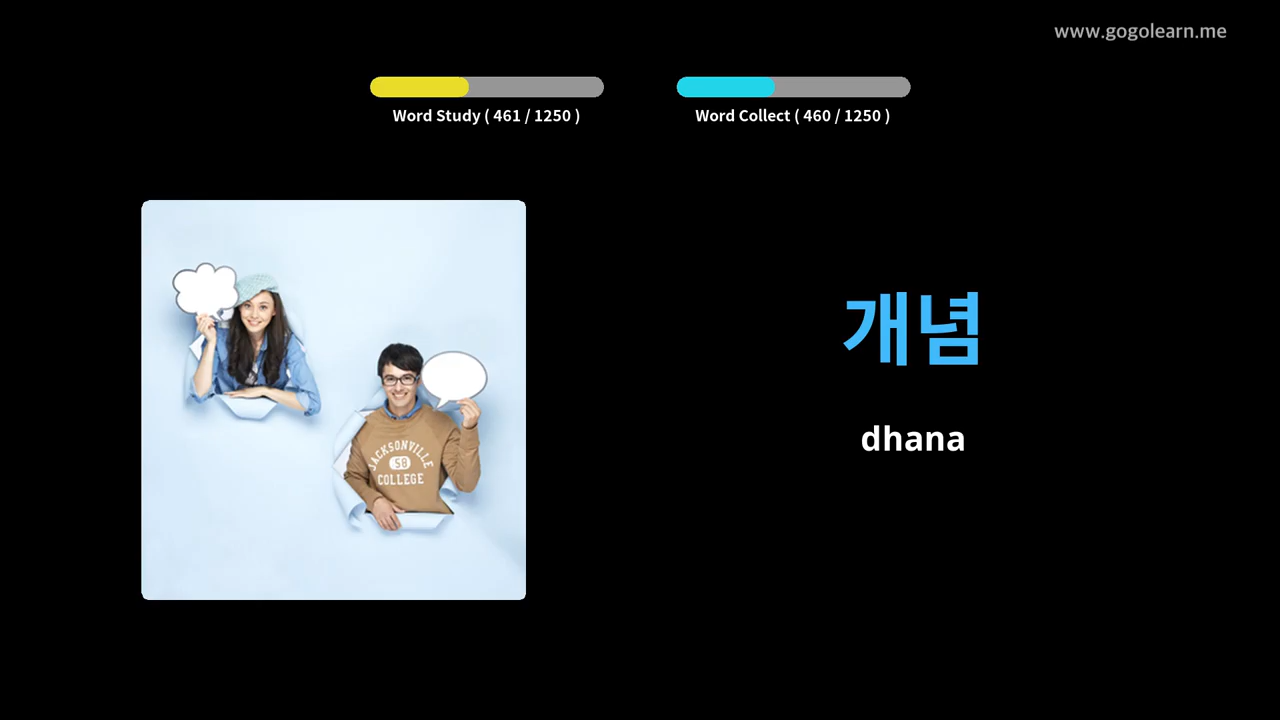 www.gogolearn.me
Word Study ( 461 / 1250 )
Word Collect ( 460 / 1250 )
개념
dhana
JACKSONVILLE
58
COLLEGE